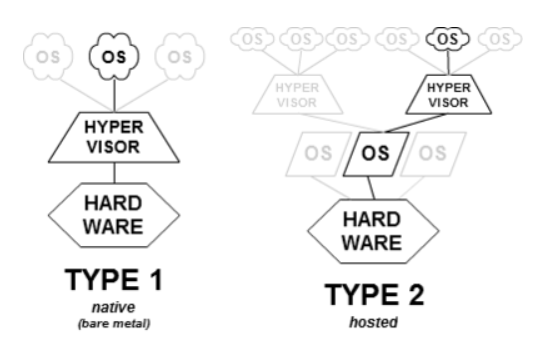 OS OS OS
HYPER
VISOR
HARD
WARE
TYPE 1
native
(bare metal)
OS OS OS OS OS OS
HYPER VISOR HYPER VISOR
OS OS OS
HARD
WARE
TYPE 2
hosted